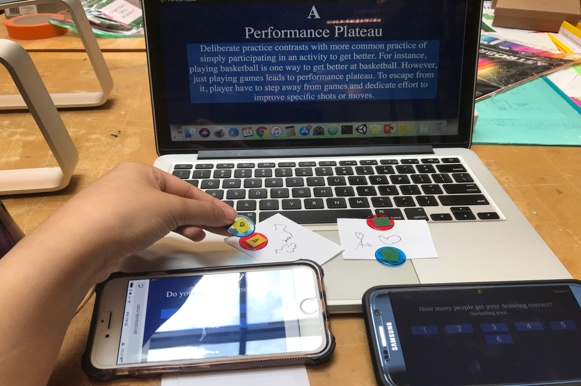 A
Performance Plateau
Deliberate practice contrasts with more common practice of
simply participating in an activity to get better. For instance,
playing basketball is one way to get better at basketball. However,
just playing games leads to performance plateau. To escape from
it, player have to step away from games and dedicate effort to
improve specific shots or moves.
A
Do yo
How many people get your drawing correct?
(Including you)
1 2 3 4 5
6
SAMSUNG